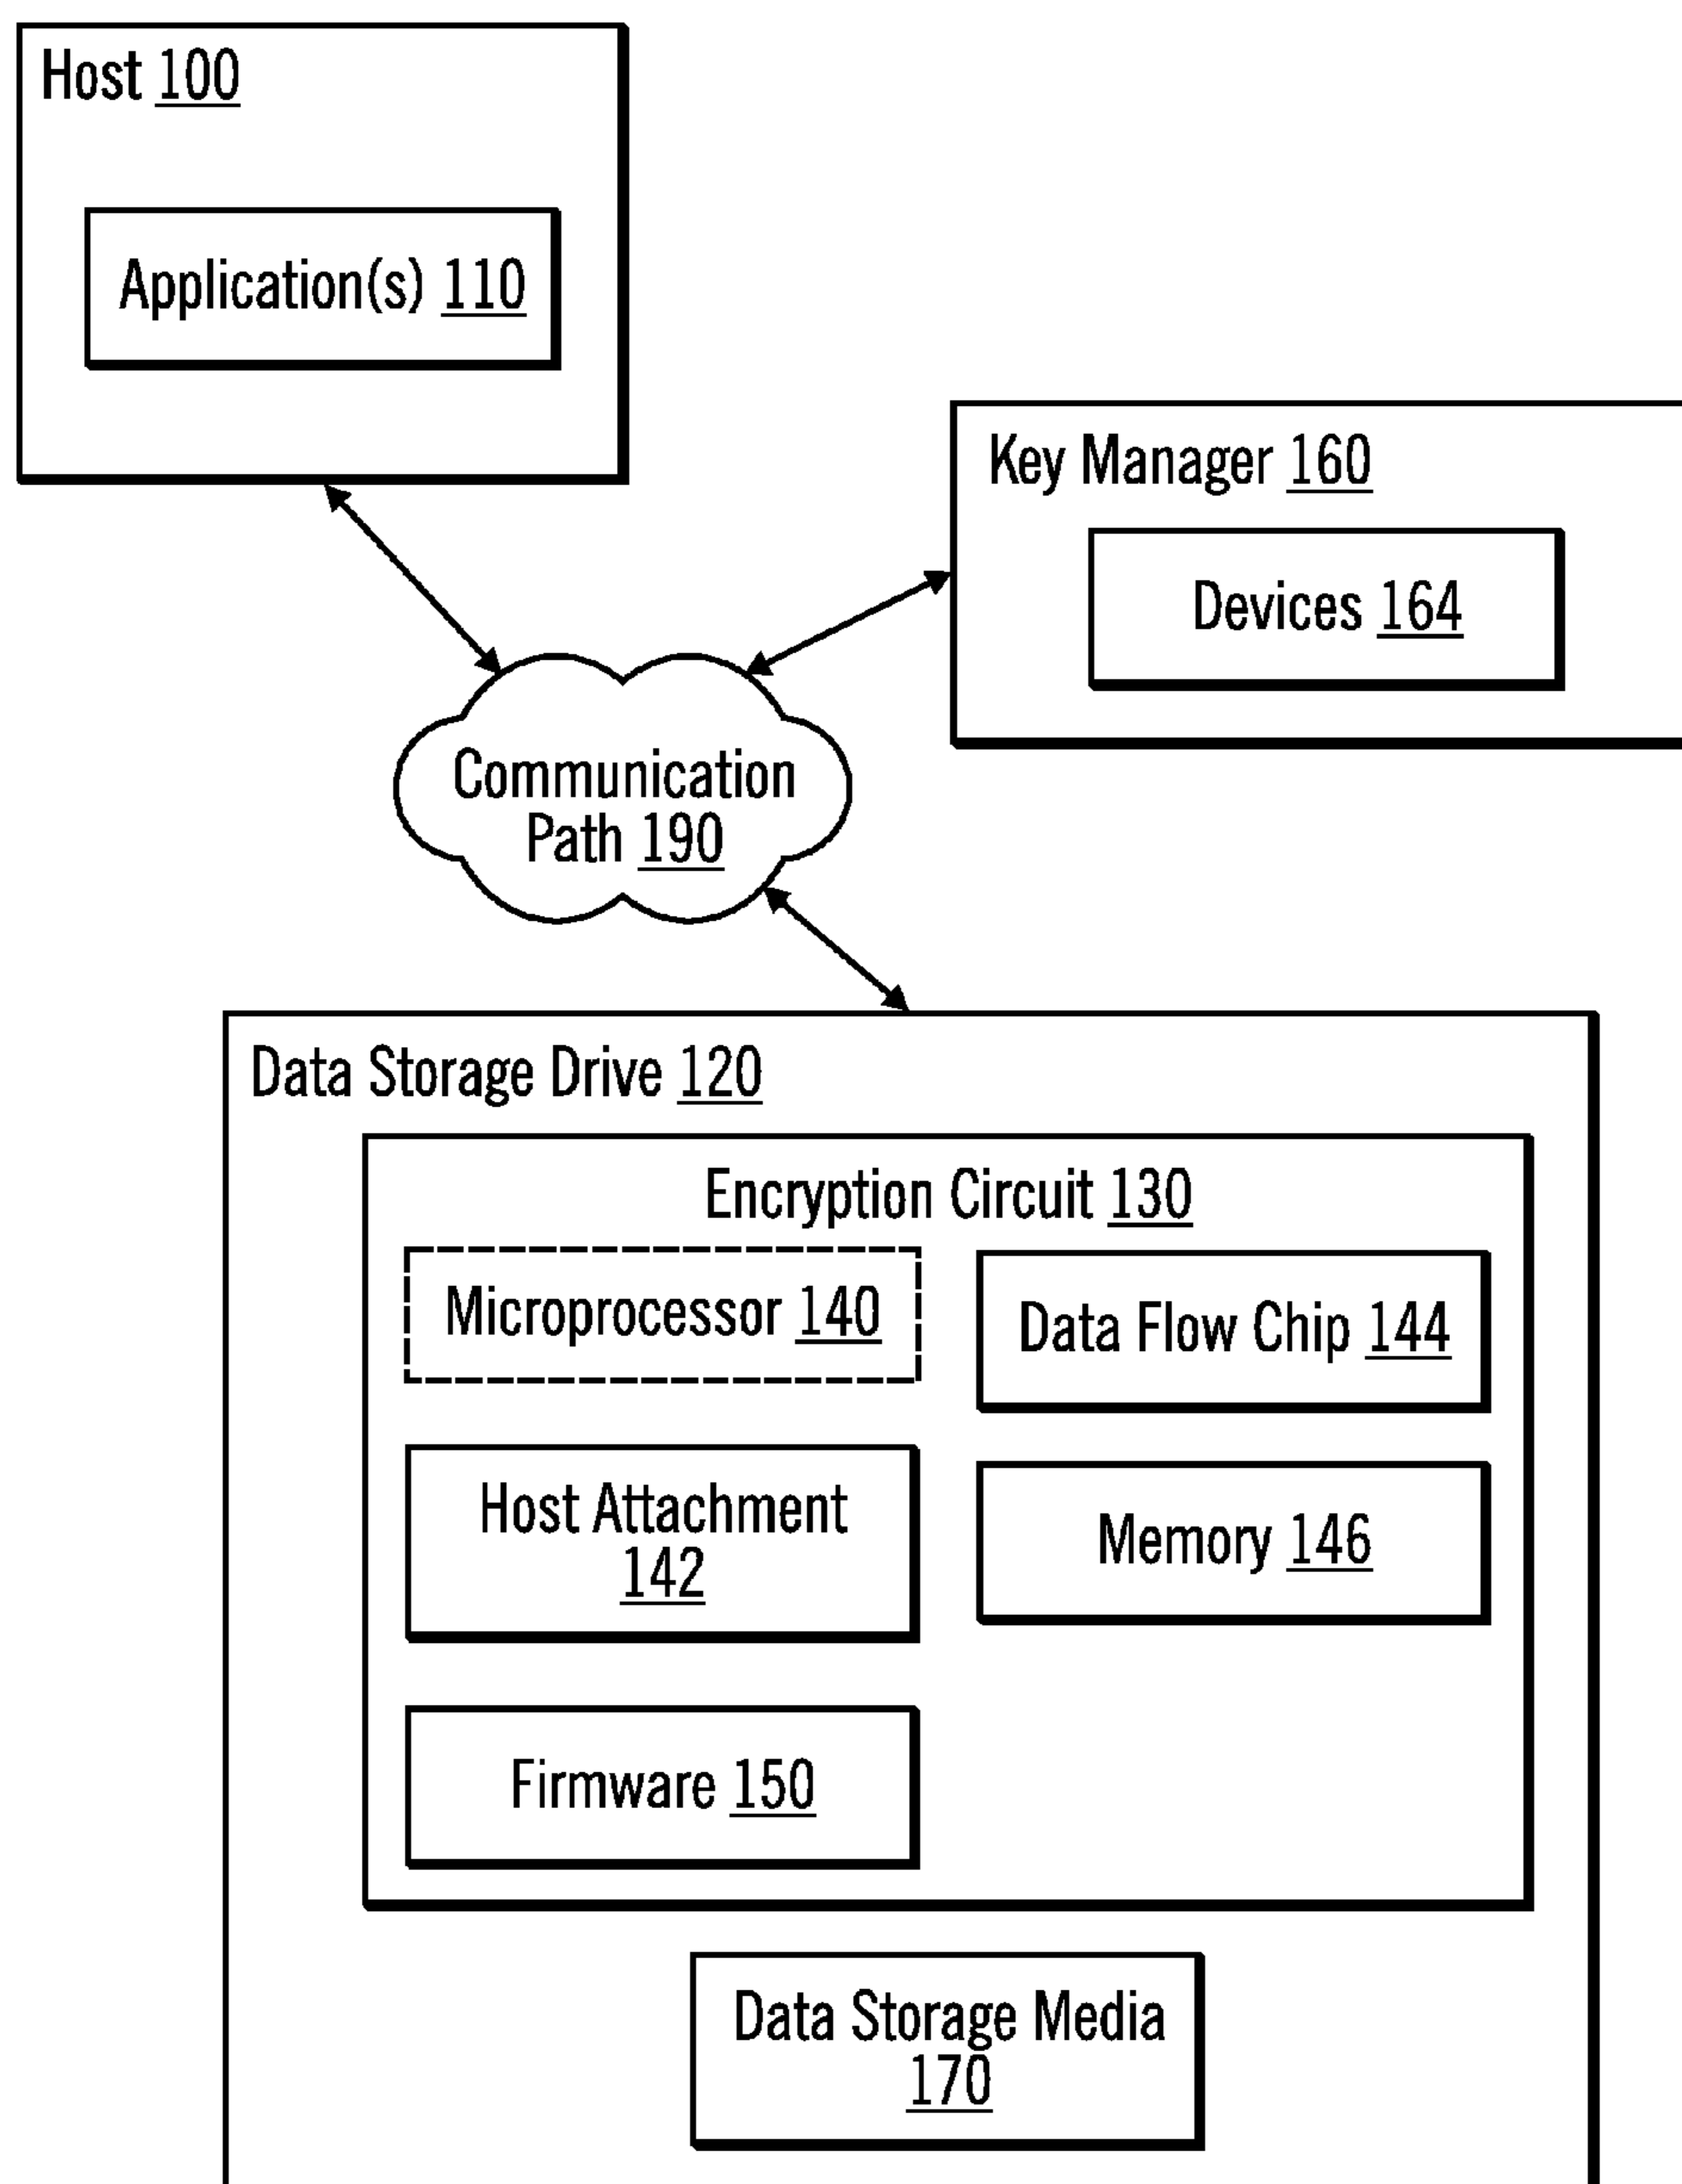 Host 100
Application(s) 110
Key Manager 160
Devices 164
Communication
Path 190
Data Storage Drive 120
Encryption Circuit 130
Microprocessor 140
Data Flow Chip 144
Host Attachment
142
Memory 146
Firmware 150
Data Storage Media
170